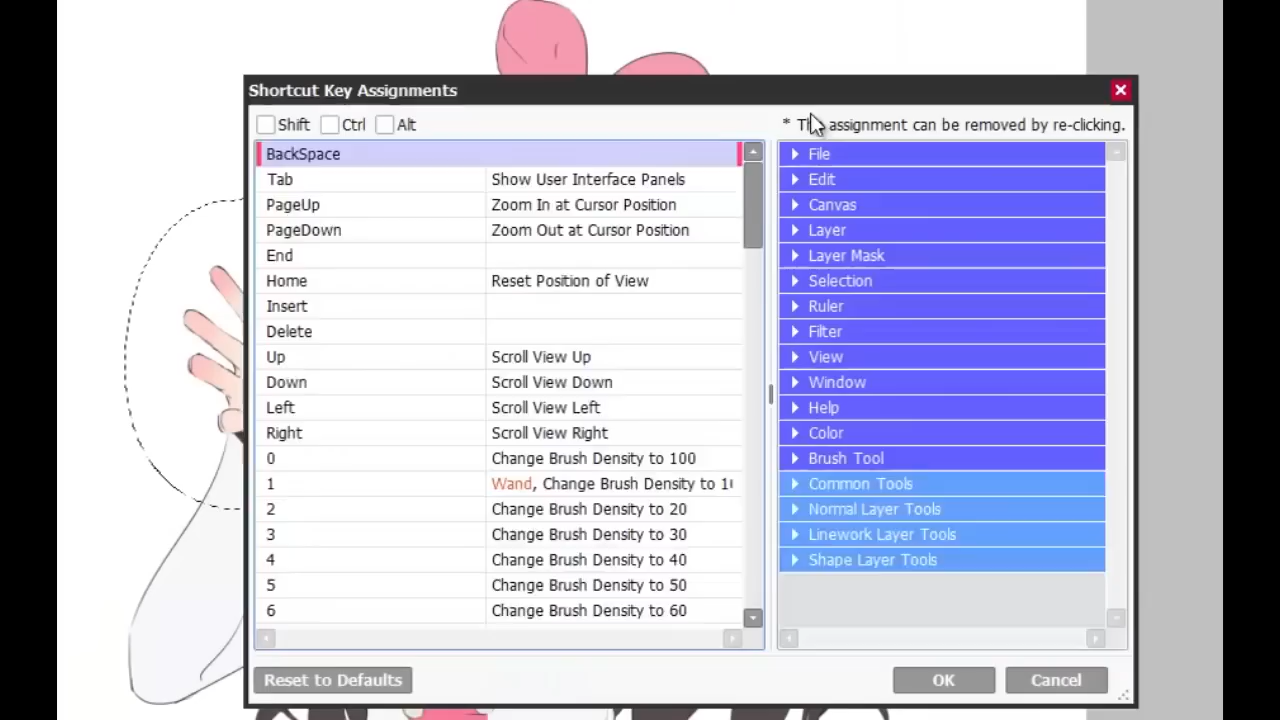 Shortcut Key Assignments
Shift Ctrl Alt
* Th assignment can be removed by re-clicking.
BackSpace
Tab Show User Interface Panels
PageUp Zoom In at Cursor Position
PageDown Zoom Out at Cursor Position
End
Home Reset Position of View
Insert
Delete
Up Scroll View Up
Down Scroll View Down
Left Scroll View Left
Right Scroll View Right
0 Change Brush Density to 100
1 Wand, Change Brush Density to 10
2 Change Brush Density to 20
3 Change Brush Density to 30
4 Change Brush Density to 40
5 Change Brush Density to 50
6 Change Brush Density to 60
File
Edit
Canvas
Layer
Layer Mask
Selection
Ruler
Filter
View
Window
Help
Color
Brush Tool
Common Tools
Normal Layer Tools
Linework Layer Tools
Shape Layer Tools
Reset to Defaults
OK
Cancel